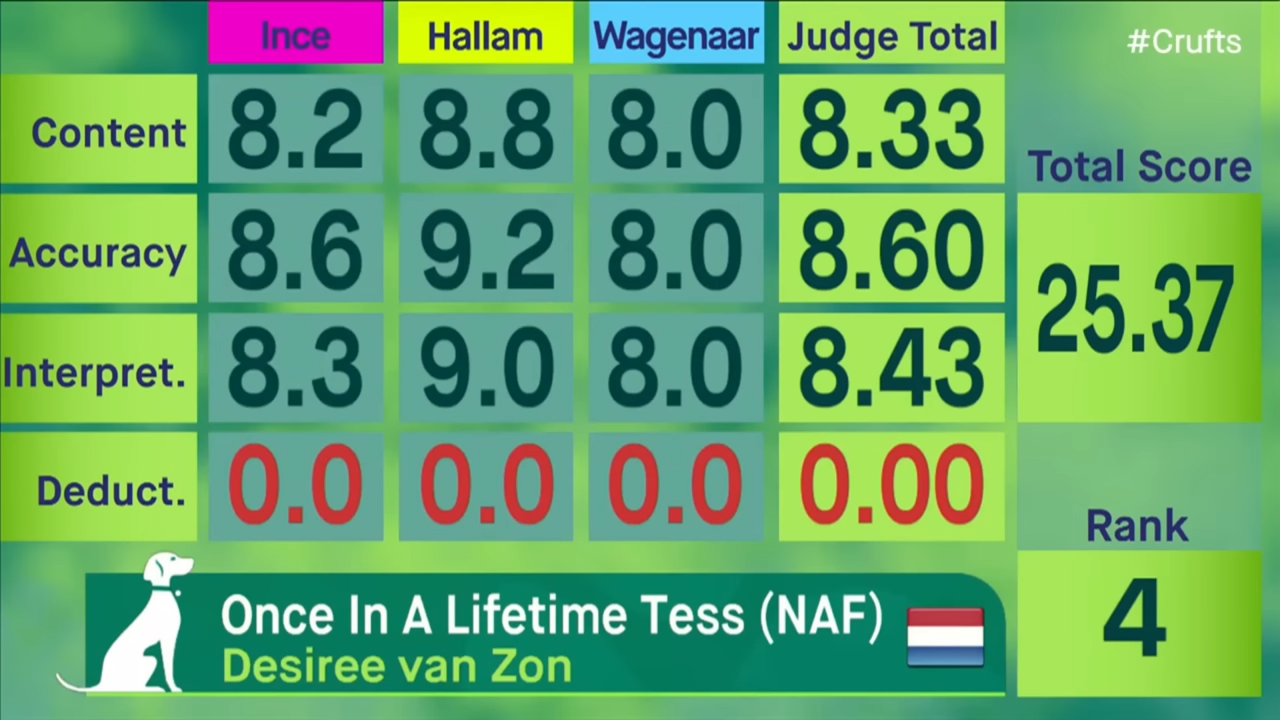 Ince Hallam Wagenaar Judge Total #Crufts
Content 8.2 8.8 8.0 8.33
Total Score
Accuracy 8.6 9.2 8.0 8.60
25.37
Interpret. 8.3 9.0 8.0 8.43
Deduct. 0.0 0.0 0.0 0.00
Rank
4
Once In A Lifetime Tess (NAF)
Desiree van Zon